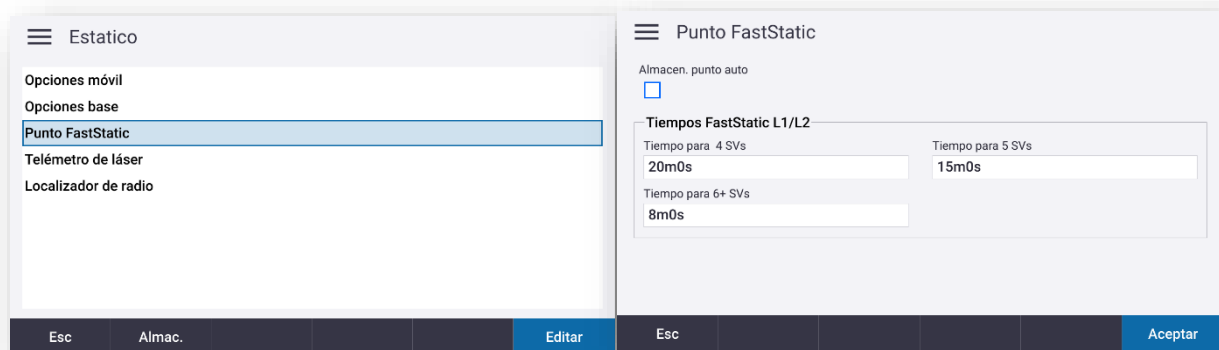 Estatico
Opciones móvil
Opciones base
Punto FastStatic
Telémetro de láser
Localizador de radio
Esc
Almac.
Editar
Punto FastStatic
Almacen. punto auto
Tiempos FastStatic L1/L2
Tiempo para 4 SVs
Tiempo para 5 SVs
20m0s
15m0s
Tiempo para 6+ SVs
8m0s
Esc
Aceptar